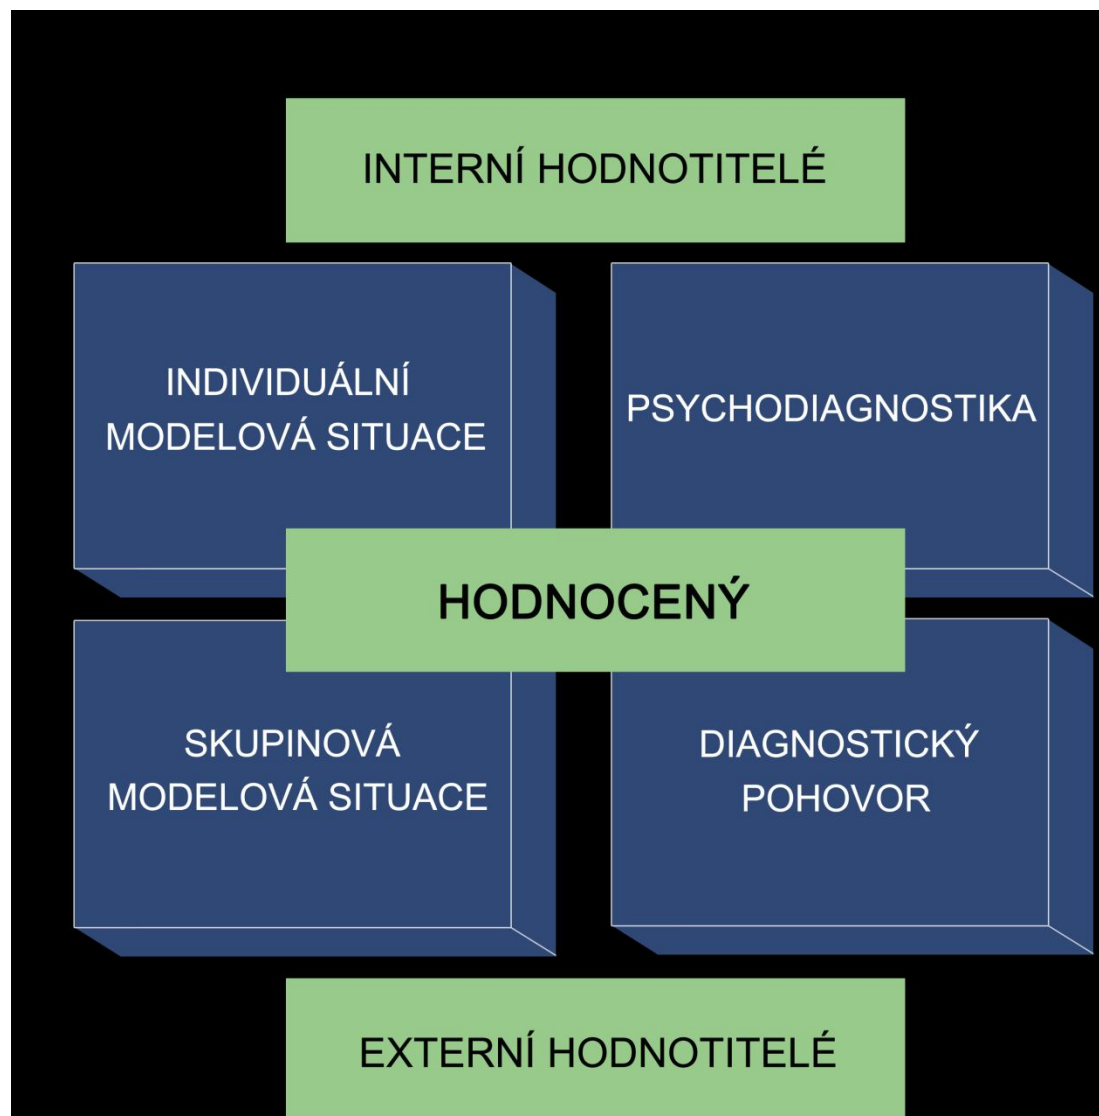 INTERNÍ HODNOTITELÉ
INDIVIDUÁLNÍ
MODELOVÁ SITUACE
PSYCHODIAGNOSTIKA
HODNOCENÝ
SKUPINOVÁ
MODELOVÁ SITUACE
DIAGNOSTICKÝ
POHOVOR
EXTERNÍ HODNOTITELÉ